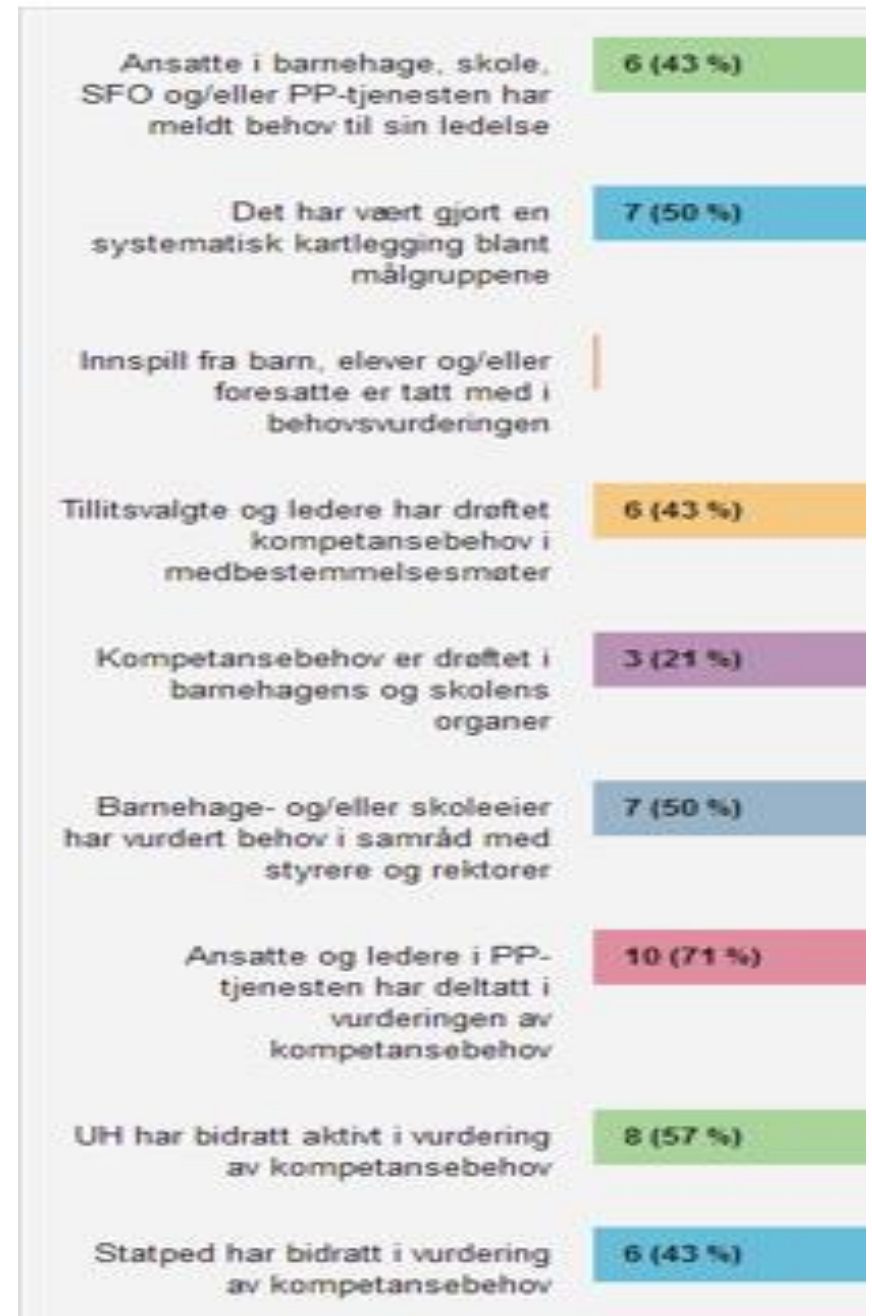 Ansatte i barnehage, skole,
SFO og/eller PP-tjenesten har
meldt behov til sin ledelse
6 (43 %)
Det har vært gjort en
systematisk kartlegging blant
målgruppene
7 (50 %)
Innspill fra barn, elever og/eller
foresatte er tatt med i
behovsvurderingen
Tillitsvalgte og ledere har drøftet
kompetansebehov i
medbestemmelsesmøter
6 (43 %)
Kompetansebehov er drøftet i
barnehagens og skolens
organer
3 (21 %)
Barnehage- og/eller skoleeier
har vurdert behov i samråd med
styrere og rektorer
7 (50 %)
Ansatte og ledere i PP-
tjenesten har deltatt i
vurderingen av
kompetansebehov
10 (71 %)
UH har bidratt aktivt i vurdering
av kompetansebehov
8 (57 %)
Statped har bidratt i vurdering
av kompetansebehov
6 (43 %)